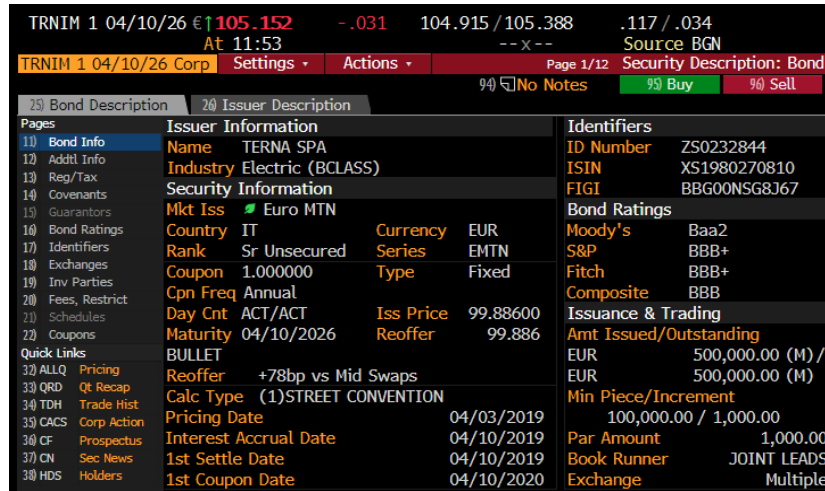 TRNIM 1 04/10/26 €↑105.152 -.031 104.915/105.388 .117/.034
At 11:53 --x-- Source BGN
TRNIM 1 04/10/26 Corp Settings Actions Page 1/12 Security Description: Bond
94) No Notes 95) Buy 96) Sell
25) Bond Description 26) Issuer Description
Pages Issuer Information Identifiers
11) Bond Info Name TERNA SPA ID Number ZS0232844
12) Addtl Info Industry Electric (BCLASS) ISIN XS1980270810
13) Reg/Tax Security Information FIGI BBG00NSG8J67
14) Covenants Mkt Iss Euro MTN Bond Ratings
15) Guarantors Country IT Currency EUR Moody's Baa2
16) Bond Ratings Rank Sr Unsecured Series EMTN S&P BBB+
17) Identifiers Coupon 1.000000 Type Fixed Fitch BBB+
18) Exchanges Cpn Freq Annual Composite BBB
19) Inv Parties Day Cnt ACT/ACT Iss Price 99.88600 Issuance & Trading
20) Fees, Restrict Maturity 04/10/2026 Reoffer 99.886 Amt Issued/Outstanding
21) Schedules BULLET EUR 500,000.00 (M)/
22) Coupons Reoffer +78bp vs Mid Swaps EUR 500,000.00 (M)
Quick Links Calc Type (1)STREET CONVENTION Min Piece/Increment
32) ALLQ Pricing Pricing Date 04/03/2019 100,000.00 / 1,000.00
33) QRD Qt Recap Interest Accrual Date 04/10/2019 Par Amount 1,000.00
34) TDH Trade Hist 1st Settle Date 04/10/2019 Book Runner JOINT LEADS
35) CACS Corp Action 1st Coupon Date 04/10/2020 Exchange Multiple
36) CF Prospectus
37) CN Sec News
38) HDS Holders